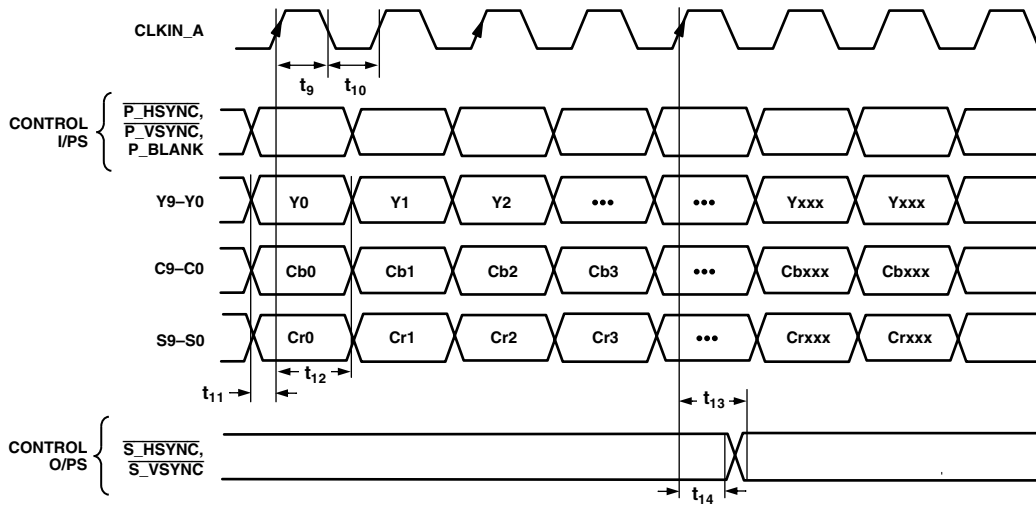 CLKIN_A
t9
t10
CONTROL
I/PS
P_HSYNC,
P_VSYNC,
P_BLANK
Y9–Y0
Y0
Y1
Y2
•••
•••
Yxxx
Yxxx
C9–C0
Cb0
Cb1
Cb2
Cb3
•••
Cbxxx
Cbxxx
S9–S0
Cr0
Cr1
Cr2
Cr3
•••
Crxxx
Crxxx
t11
t12
t13
CONTROL
O/PS
S_HSYNC,
S_VSYNC
t14